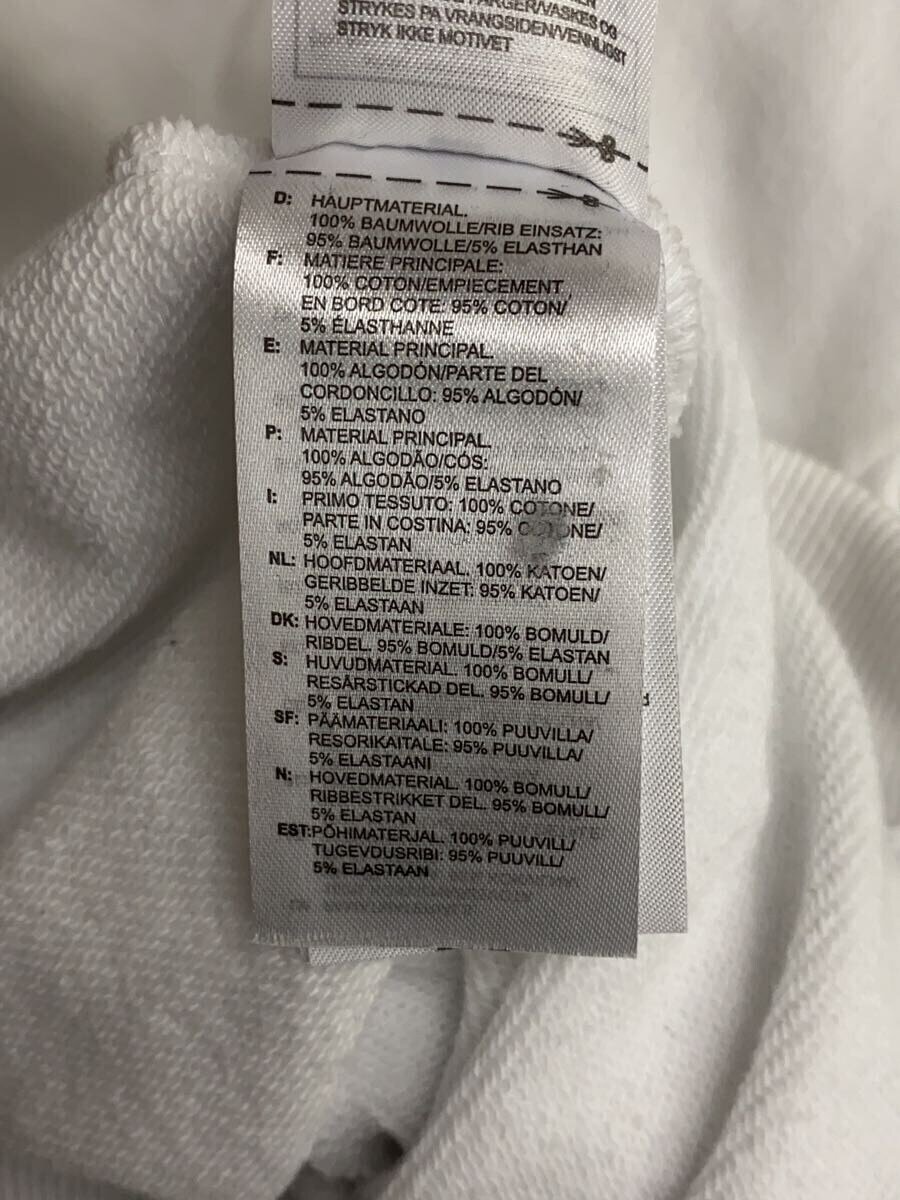 FARGER/VASKES OG
STRYKES PA VRANGSIDEN/VENNLIGST
STRYK IKKE MOTIVET
D: HAUPTMATERIAL.
100% BAUMWOLLE/RIB EINSATZ:
95% BAUMWOLLE/5% ELASTHAN
F: MATIERE PRINCIPALE:
100% COTON/EMPIECEMENT
EN BORD COTE: 95% COTON/
5% ÉLASTHANNE
E: MATERIAL PRINCIPAL.
100% ALGODÓN/PARTE DEL
CORDONCILLO: 95% ALGODÓN/
5% ELASTANO
P: MATERIAL PRINCIPAL.
100% ALGODÃO/CÓS:
95% ALGODÃO/5% ELASTANO
I: PRIMO TESSUTO: 100% COTONE/
PARTE IN COSTINA: 95% COTONE/
5% ELASTAN
NL: HOOFDMATERIAAL. 100% KATOEN/
GERIBBELDE INZET: 95% KATOEN/
5% ELASTAAN
DK: HOVEDMATERIALE: 100% BOMULD/
RIBDEL. 95% BOMULD/5% ELASTAN
S: HUVUDMATERIAL. 100% BOMULL/
RESÅRSTICKAD DEL. 95% BOMULL/
5% ELASTAN
SF: PÄÄMATERIAALI: 100% PUUVILLA/
RESORIKAITALE: 95% PUUVILLA/
5% ELASTAANI
N: HOVEDMATERIAL. 100% BOMULL/
RIBBESTRIKKET DEL. 95% BOMULL/
5% ELASTAN
EST: PÕHIMATERJAL. 100% PUUVILL/
TUGEVDUSRIBI: 95% PUUVILL/
5% ELASTAAN